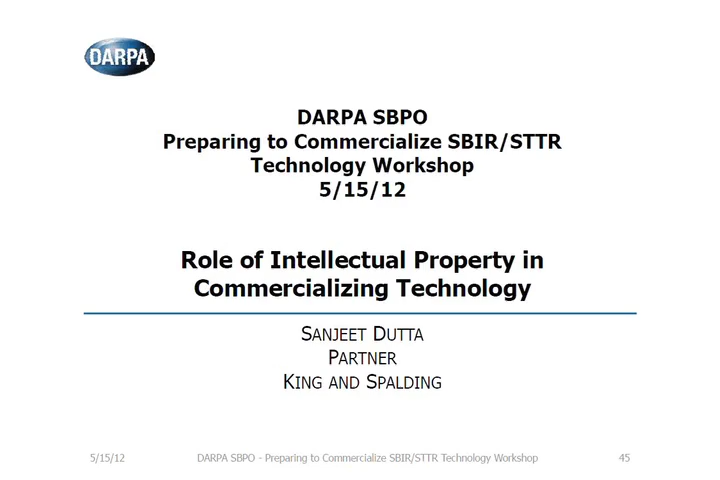 DARPA
DARPA SBPO
Preparing to Commercialize SBIR/STTR
Technology Workshop
5/15/12
Role of Intellectual Property in
Commercializing Technology
SANJEET DUTTA
PARTNER
KING AND SPALDING
5/15/12 DARPA SBPO - Preparing to Commercialize SBIR/STTR Technology Workshop 45